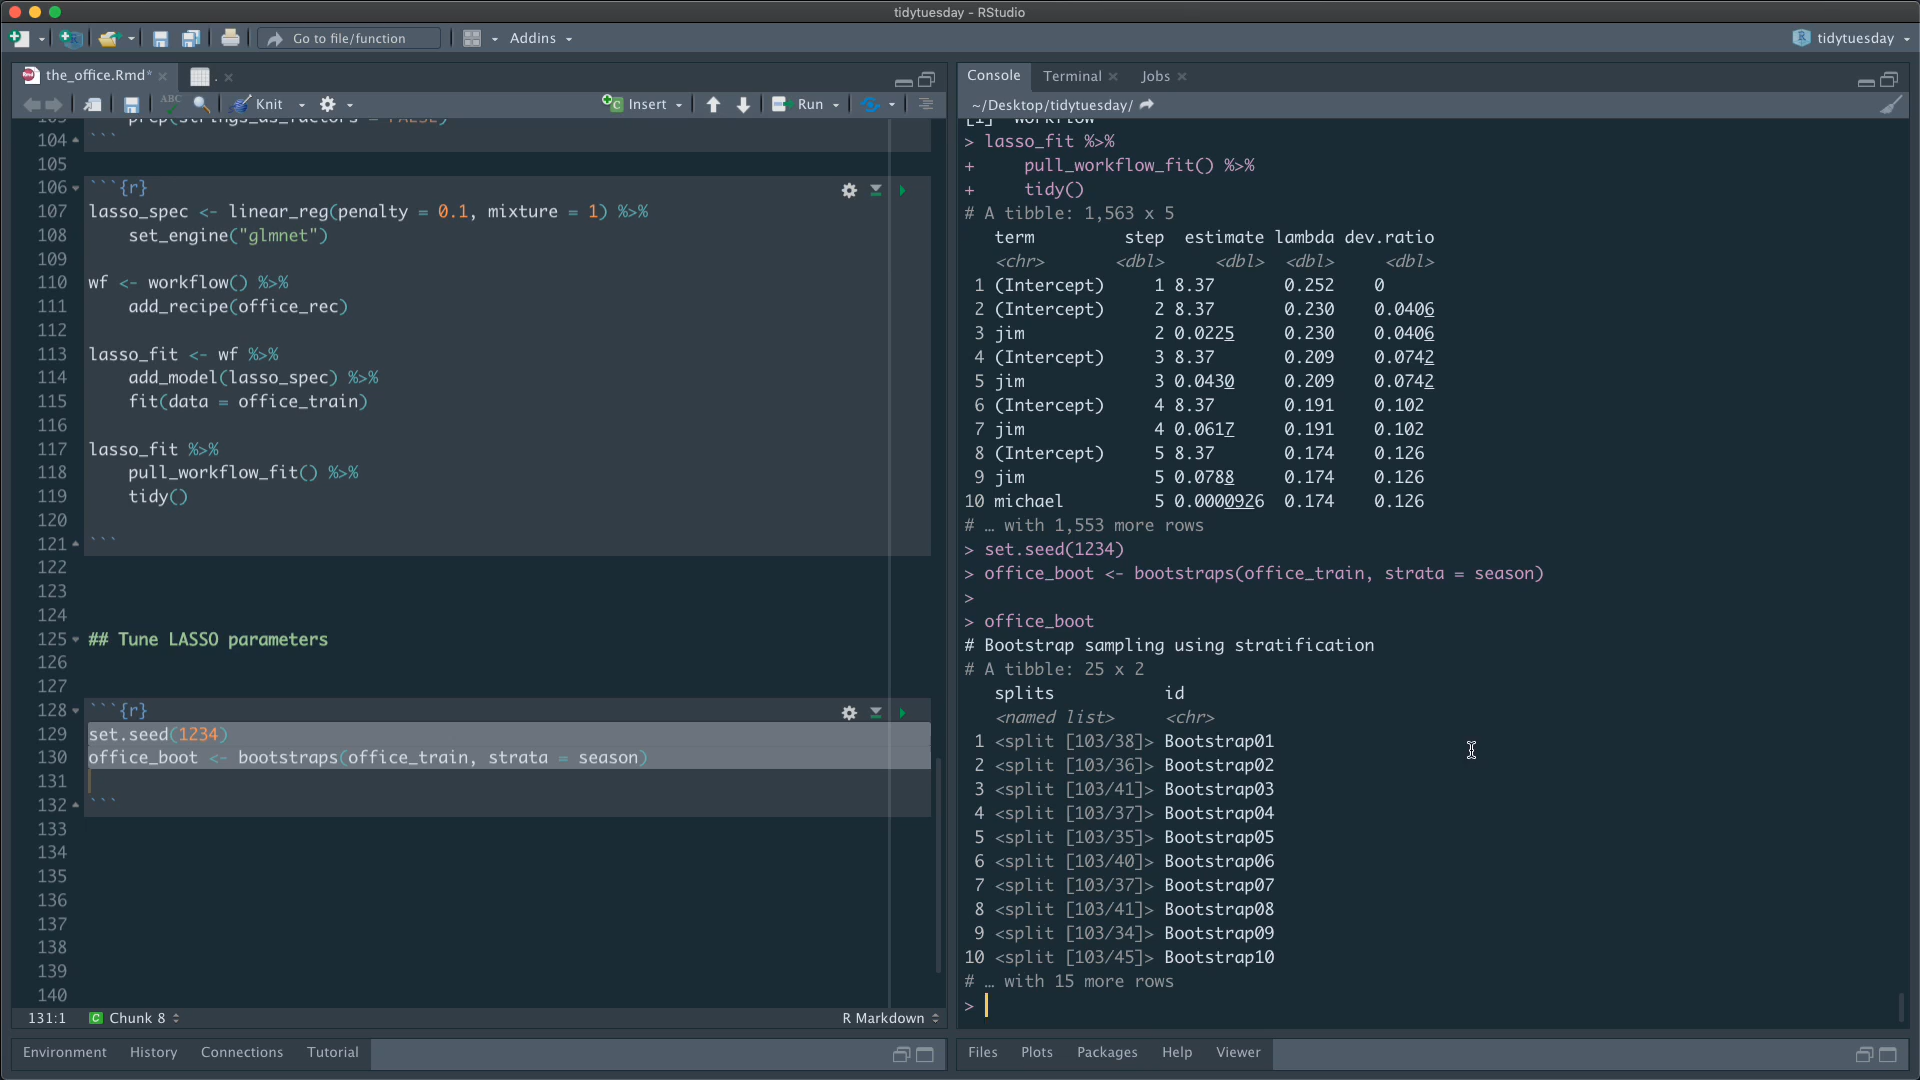 tidytuesday - RStudio
Go to file/function
Addins
tidytuesday
the_office.Rmd*
.
ABC
Knit
Insert
Run
103 prep(strings_as_factors = FALSE)
104 ```
105
106 ```{r}
107 lasso_spec <- linear_reg(penalty = 0.1, mixture = 1) %>%
108 set_engine("glmnet")
109
110 wf <- workflow() %>%
111 add_recipe(office_rec)
112
113 lasso_fit <- wf %>%
114 add_model(lasso_spec) %>%
115 fit(data = office_train)
116
117 lasso_fit %>%
118 pull_workflow_fit() %>%
119 tidy()
120
121 ```
122
123
124
125 ## Tune LASSO parameters
126
127
128 ```{r}
129 set.seed(1234)
130 office_boot <- bootstraps(office_train, strata = season)
131
132 ```
133
134
135
136
137
138
139
140
131:1 C Chunk 8
R Markdown
Environment History Connections Tutorial
Console Terminal Jobs
~/Desktop/tidytuesday/
[1] "workflow"
> lasso_fit %>%
+ pull_workflow_fit() %>%
+ tidy()
# A tibble: 1,563 x 5
term step estimate lambda dev.ratio
<chr> <dbl> <dbl> <dbl> <dbl>
1 (Intercept) 1 8.37 0.252 0
2 (Intercept) 2 8.37 0.230 0.0406
3 jim 2 0.0225 0.230 0.0406
4 (Intercept) 3 8.37 0.209 0.0742
5 jim 3 0.0430 0.209 0.0742
6 (Intercept) 4 8.37 0.191 0.102
7 jim 4 0.0617 0.191 0.102
8 (Intercept) 5 8.37 0.174 0.126
9 jim 5 0.0788 0.174 0.126
10 michael 5 0.0000926 0.174 0.126
# … with 1,553 more rows
> set.seed(1234)
> office_boot <- bootstraps(office_train, strata = season)
>
> office_boot
# Bootstrap sampling using stratification
# A tibble: 25 x 2
splits id
<named list> <chr>
1 <split [103/38]> Bootstrap01
2 <split [103/36]> Bootstrap02
3 <split [103/41]> Bootstrap03
4 <split [103/37]> Bootstrap04
5 <split [103/35]> Bootstrap05
6 <split [103/40]> Bootstrap06
7 <split [103/37]> Bootstrap07
8 <split [103/41]> Bootstrap08
9 <split [103/34]> Bootstrap09
10 <split [103/45]> Bootstrap10
# … with 15 more rows
>
Files Plots Packages Help Viewer